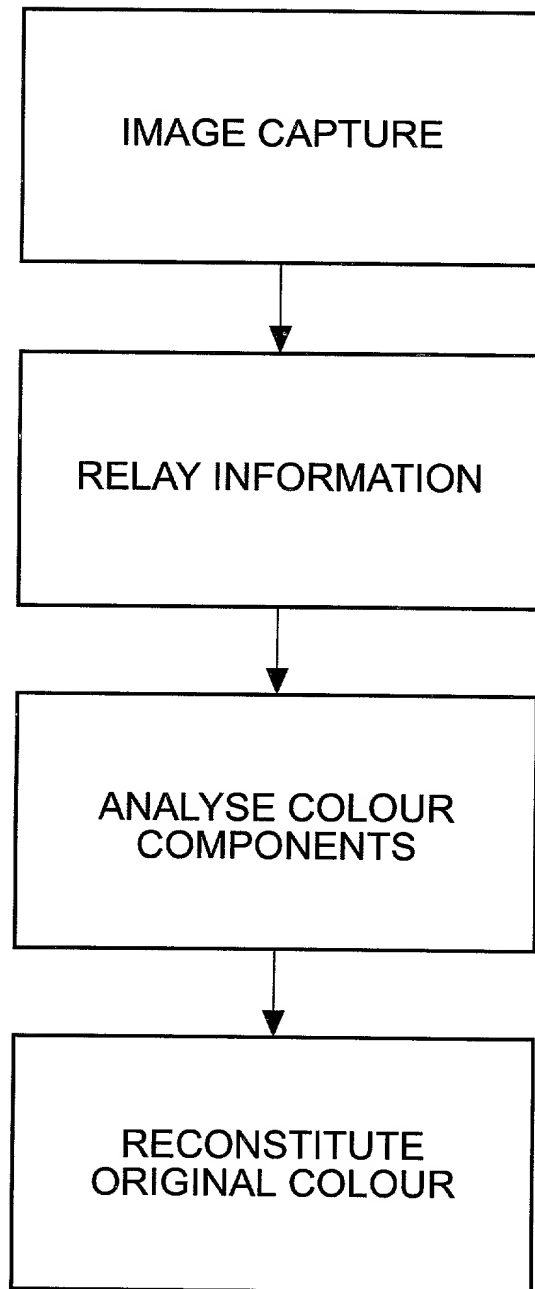 IMAGE CAPTURE
RELAY INFORMATION
ANALYSE COLOUR
COMPONENTS
RECONSTITUTE
ORIGINAL COLOUR